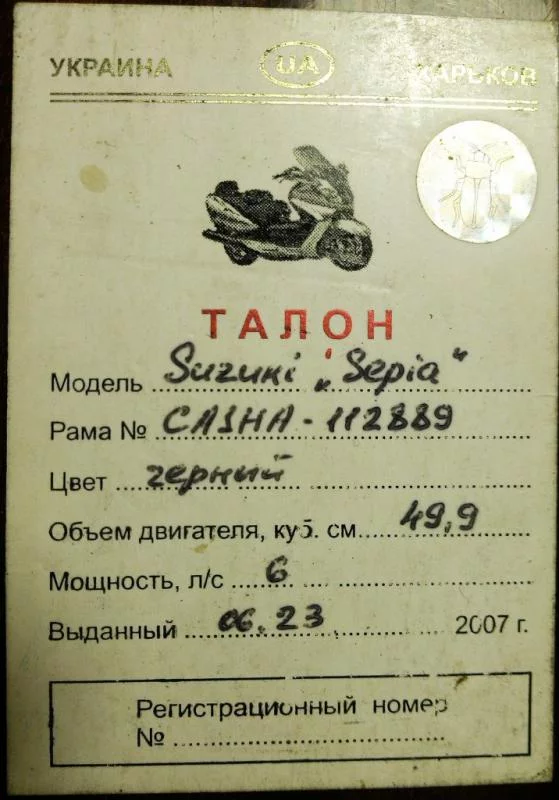 УКРАИНА UA ХАРЬКОВ
ТАЛОН
Модель Suzuki "Sepia"
Рама № CA1HA-112889
Цвет черный
Объем двигателя, куб. см 49,9
Мощность, л/с 6
Выданный 06.23 2007 г.
Регистрационный номер
№